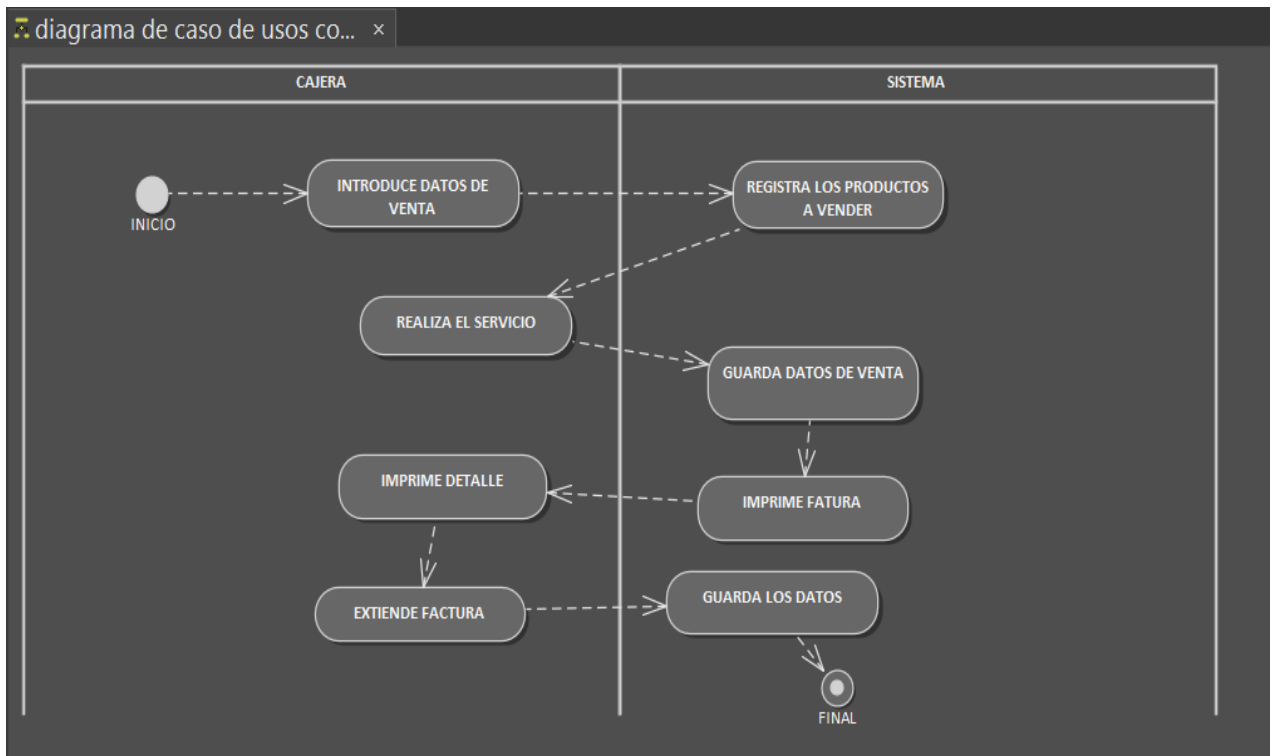 diagrama de caso de usos co... ×
CAJERA
SISTEMA
INICIO
INTRODUCE DATOS DE
VENTA
REGISTRA LOS PRODUCTOS
A VENDER
REALIZA EL SERVICIO
GUARDA DATOS DE VENTA
IMPRIME DETALLE
IMPRIME FATURA
EXTIENDE FACTURA
GUARDA LOS DATOS
FINAL